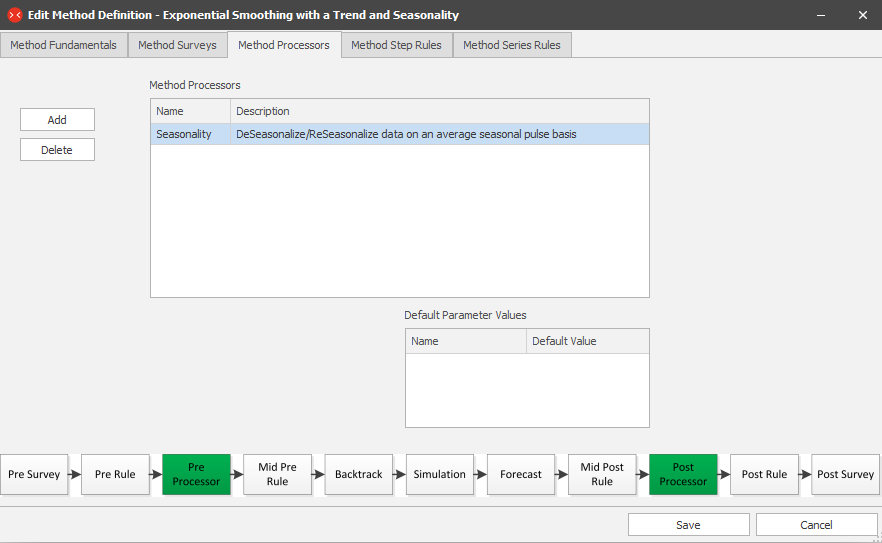 Edit Method Definition - Exponential Smoothing with a Trend and Seasonality
Method Fundamentals
Method Surveys
Method Processors
Method Step Rules
Method Series Rules
Method Processors
Add
Delete
Name
Description
Seasonality
DeSeasonalize/ReSeasonalize data on an average seasonal pulse basis
Default Parameter Values
Name
Default Value
Pre Survey
Pre Rule
Pre
Processor
Mid Pre
Rule
Backtrack
Simulation
Forecast
Mid Post
Rule
Post
Processor
Post Rule
Post Survey
Save
Cancel